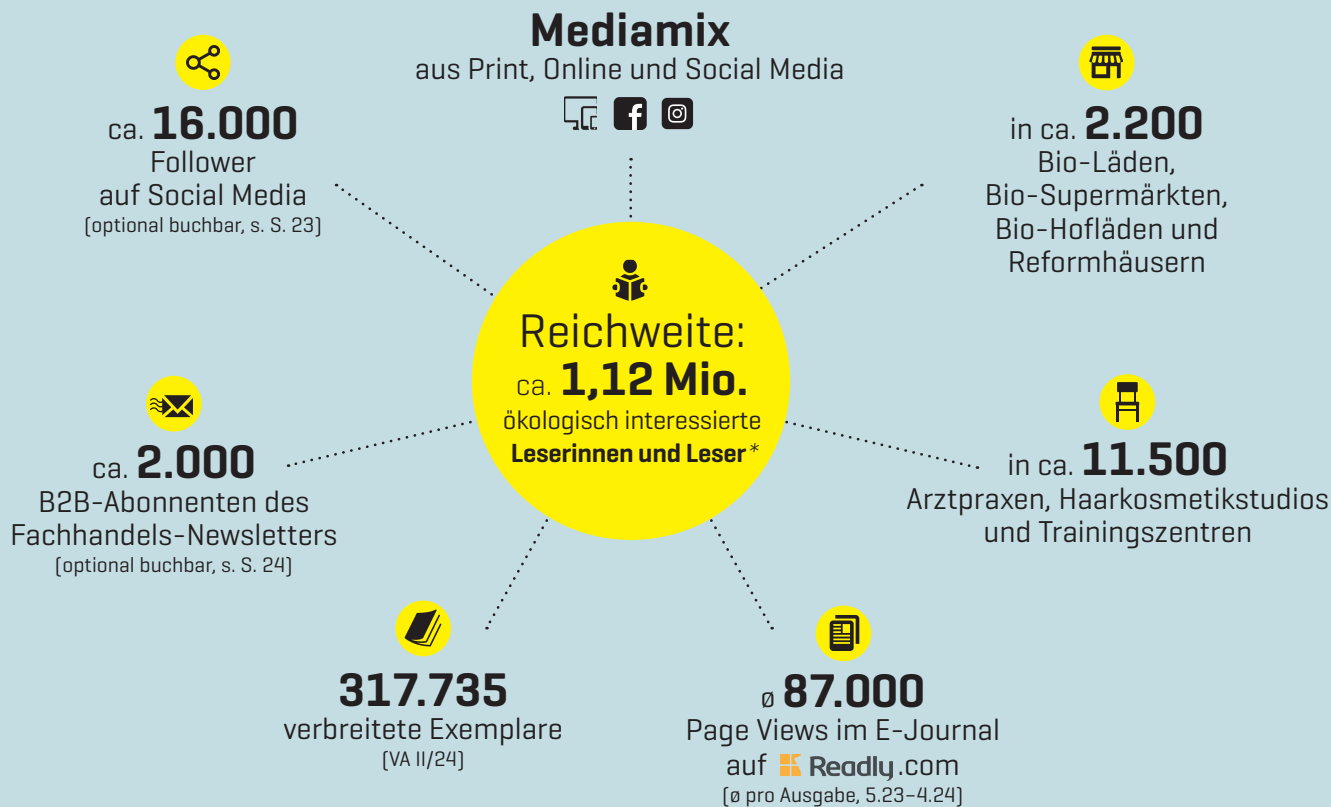 Mediamix
aus Print, Online und Social Media
ca. 16.000
Follower
auf Social Media
(optional buchbar, s. S. 23)
in ca. 2.200
Bio-Läden,
Bio-Supermärkten,
Bio-Hofläden und
Reformhäusern
Reichweite:
ca. 1,12 Mio.
ökologisch interessierte
Leserinnen und Leser*
ca. 2.000
B2B-Abonnenten des
Fachhandels-Newsletters
(optional buchbar, s. S. 24)
in ca. 11.500
Arztpraxen, Haarkosmetikstudios
und Trainingszentren
317.735
verbreitete Exemplare
(VA II/24)
ø 87.000
Page Views im E-Journal
auf Readly.com
(ø pro Ausgabe, 5.23–4.24)